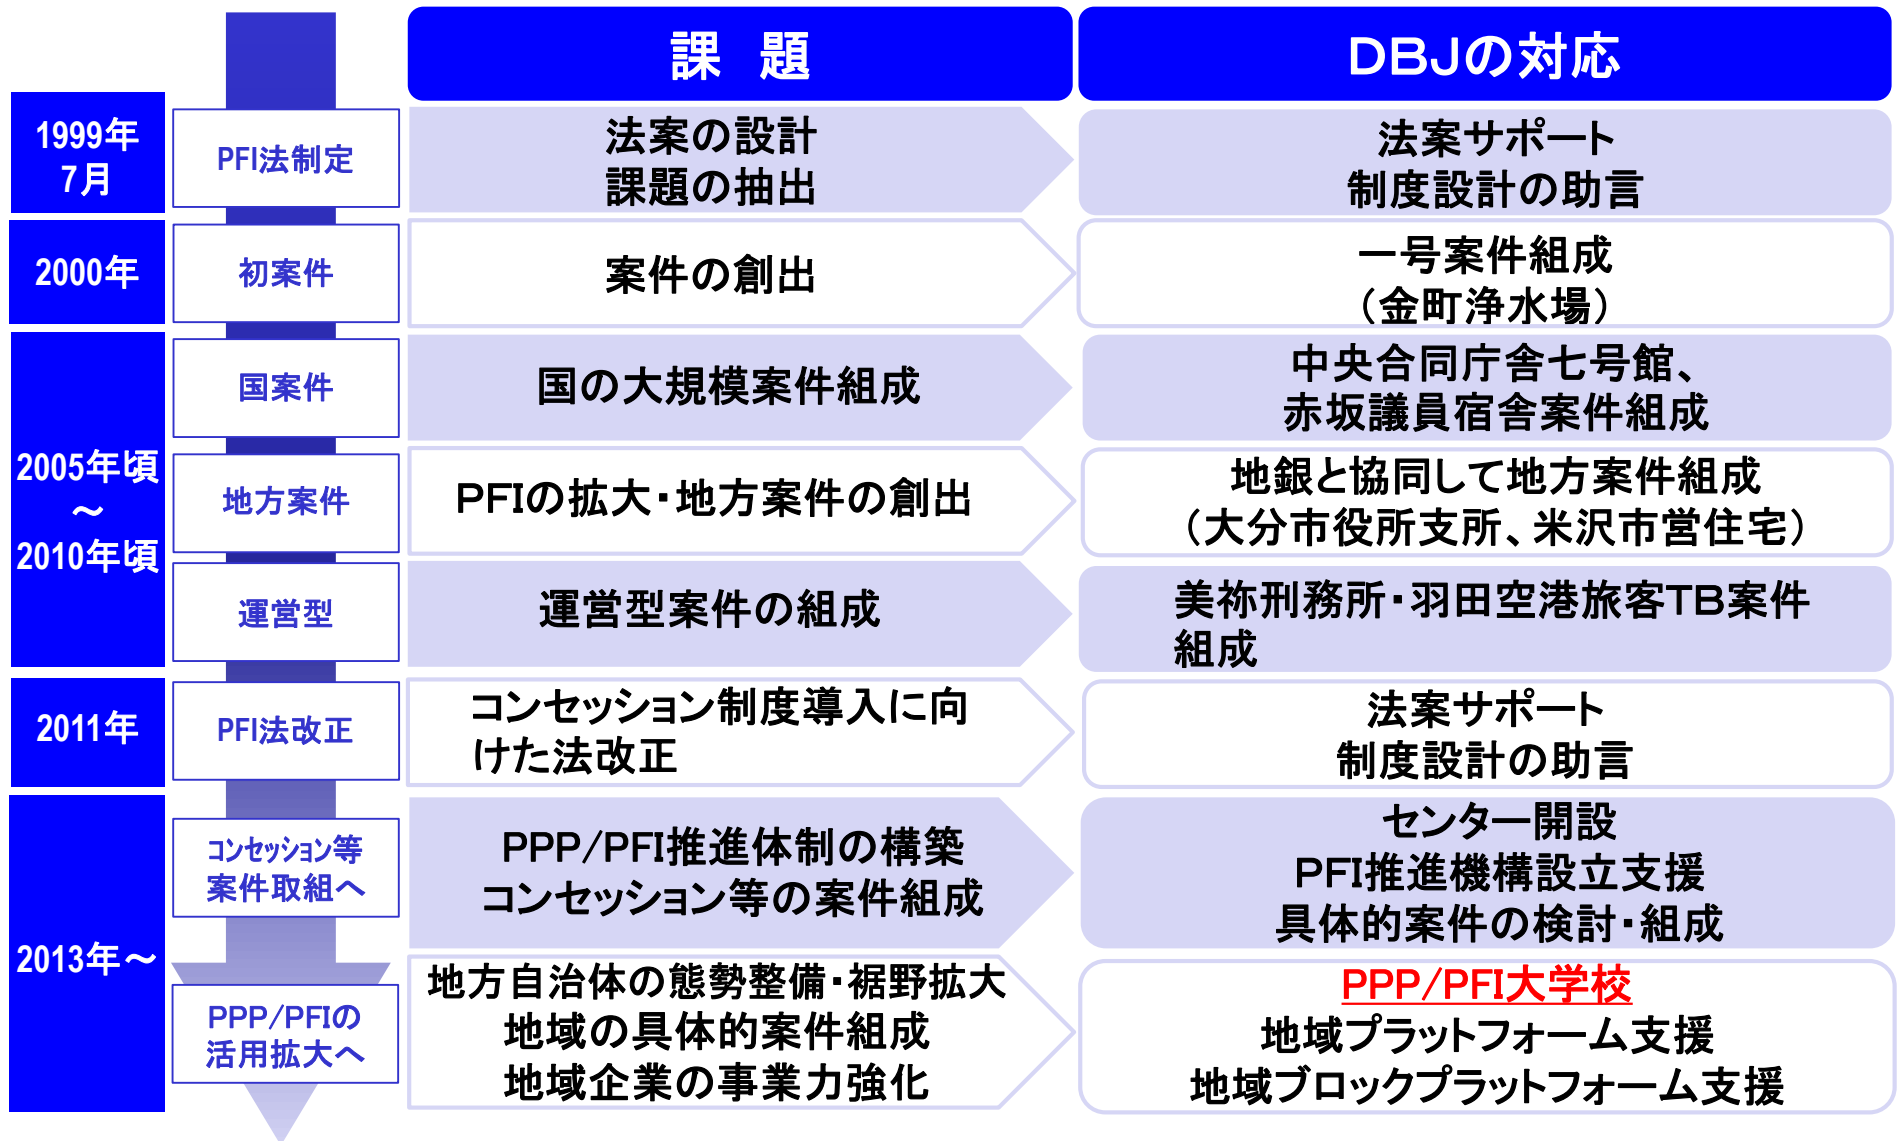 課　題
DBJの対応
1999年
7月
PFI法制定
法案の設計
課題の抽出
法案サポート
制度設計の助言
2000年
初案件
案件の創出
一号案件組成
（金町浄水場）
2005年頃
～
2010年頃
国案件
国の大規模案件組成
中央合同庁舎七号館、
赤坂議員宿舎案件組成
地方案件
PFIの拡大・地方案件の創出
地銀と協同して地方案件組成
（大分市役所支所、米沢市営住宅）
運営型
運営型案件の組成
美祢刑務所・羽田空港旅客TB案件
組成
2011年
PFI法改正
コンセッション制度導入に向
けた法改正
法案サポート
制度設計の助言
2013年～
コンセッション等
案件取組へ
PPP/PFI推進体制の構築
コンセッション等の案件組成
センター開設
PFI推進機構設立支援
具体的案件の検討・組成
PPP/PFIの
活用拡大へ
地方自治体の態勢整備・裾野拡大
地域の具体的案件組成
地域企業の事業力強化
PPP/PFI大学校
地域プラットフォーム支援
地域ブロックプラットフォーム支援